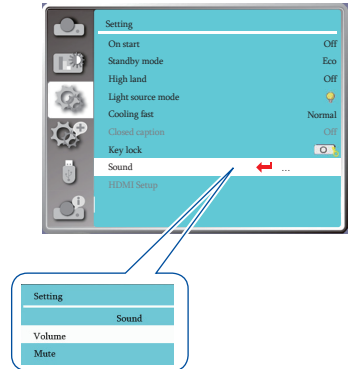 Setting
On start Off
Standby mode Eco
High land Off
Light source mode
Cooling fast Normal
Closed caption Off
Key lock
Sound ...
HDMI Setup
Setting
Sound
Volume
Mute